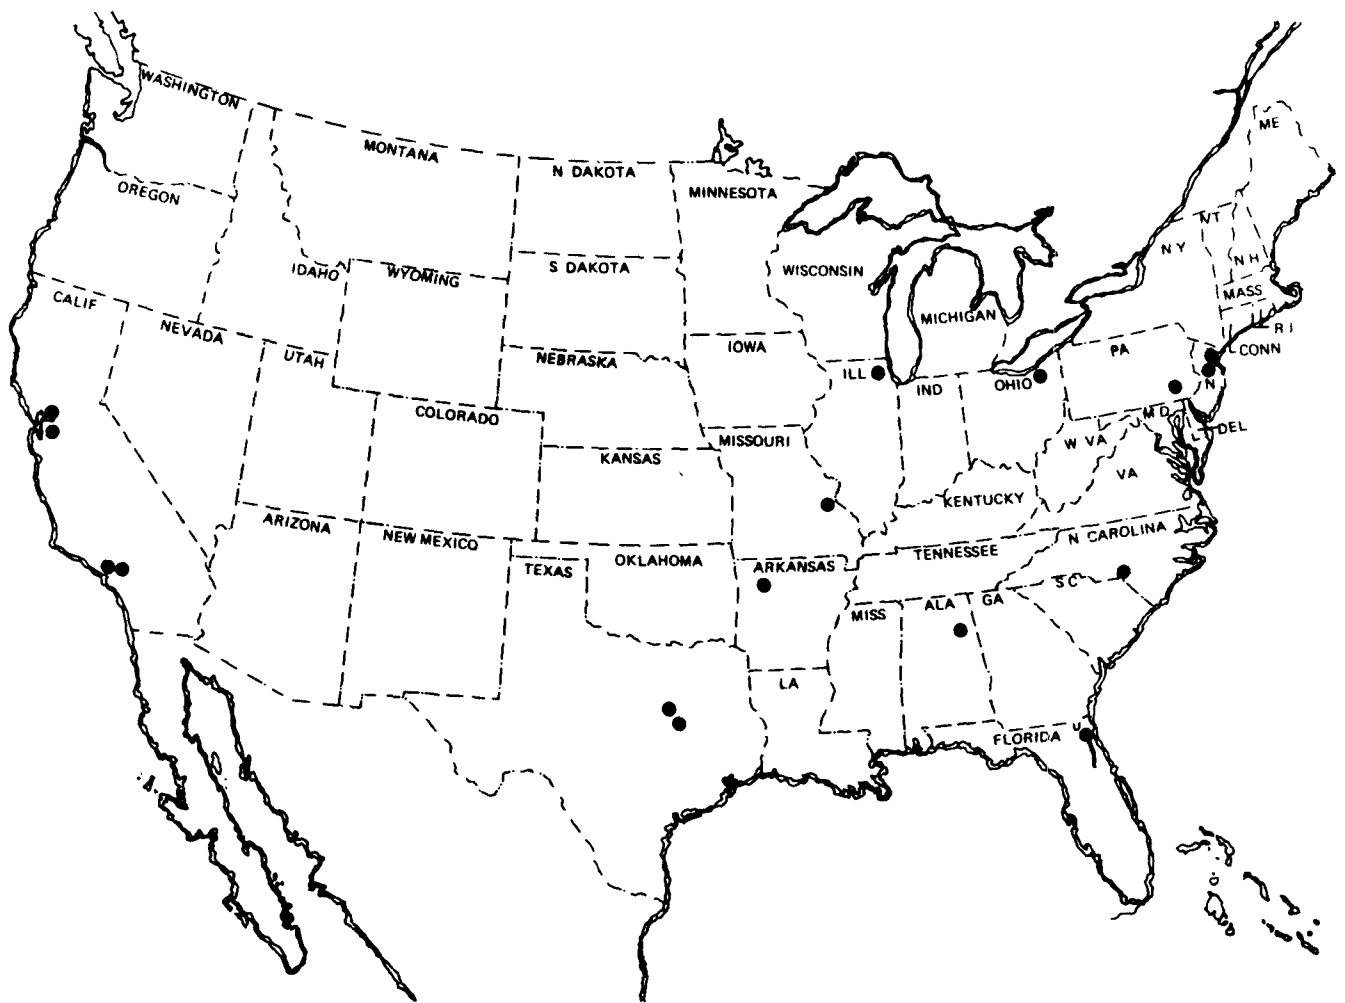 WASHINGTON
ME
MONTANA
N DAKOTA
MINNESOTA
OREGON
VT
N Y
N H
IDAHO
WYOMING
S DAKOTA
WISCONSIN
MASS
CALIF
NEVADA
MICHIGAN
R I
UTAH
NEBRASKA
IOWA
PA
CONN
ILL
IND
OHIO
N
COLORADO
MISSOURI
W VA
M D
DEL
KANSAS
VA
KENTUCKY
ARIZONA
NEW MEXICO
N CAROLINA
TENNESSEE
TEXAS
OKLAHOMA
ARKANSAS
S C
MISS
ALA
GA
LA
FLORIDA